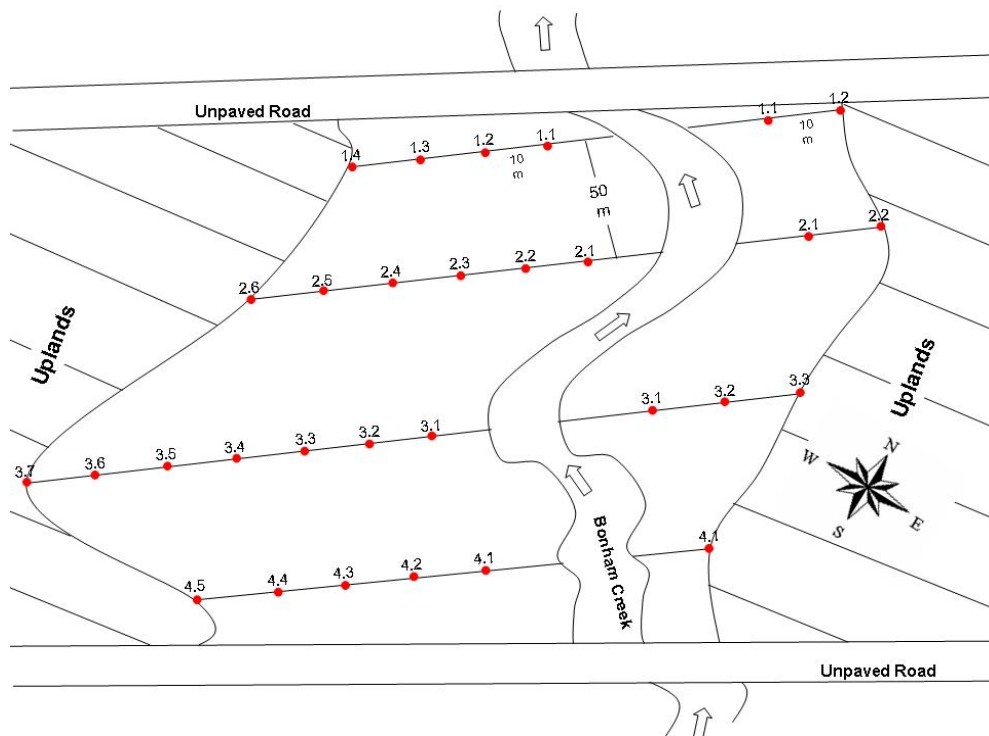 Unpaved Road
1.4
1.3
1.2
1.1
10
m
1.1
1.2
10
m
50
m
2.6
2.5
2.4
2.3
2.2
2.1
2.1
2.2
Uplands
Uplands
3.7
3.6
3.5
3.4
3.3
3.2
3.1
3.1
3.2
3.3
N
W
E
S
4.5
4.4
4.3
4.2
4.1
4.1
Bonham Creek
Unpaved Road